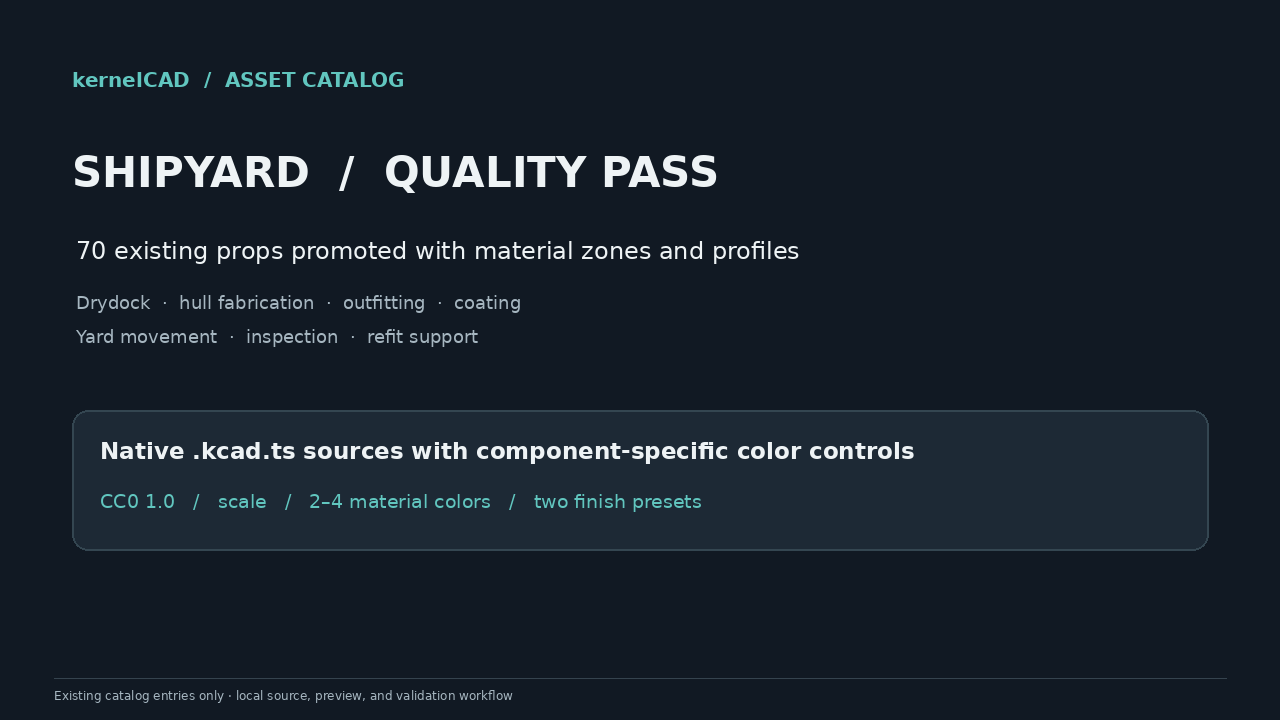 kernelCAD / ASSET CATALOG
SHIPYARD / QUALITY PASS
70 existing props promoted with material zones and profiles
Drydock · hull fabrication · outfitting · coating
Yard movement · inspection · refit support
Native .kcad.ts sources with component-specific color controls
CC0 1.0 / scale / 2–4 material colors / two finish presets
Existing catalog entries only · local source, preview, and validation workflow